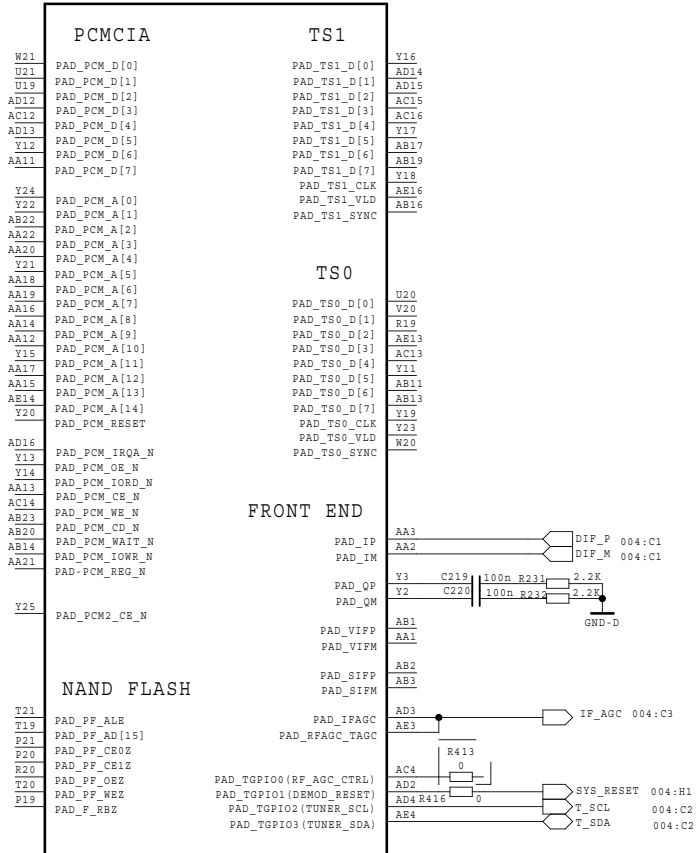 PCMCIA TS1
W21 PAD_PCM_D[0] PAD_TS1_D[0] Y16
U21 PAD_PCM_D[1] PAD_TS1_D[1] AD14
U19 PAD_PCM_D[2] PAD_TS1_D[2] AD15
AD12 PAD_PCM_D[3] PAD_TS1_D[3] AC15
AC12 PAD_PCM_D[4] PAD_TS1_D[4] AC16
AD13 PAD_PCM_D[5] PAD_TS1_D[5] Y17
Y12 PAD_PCM_D[6] PAD_TS1_D[6] AB17
AA11 PAD_PCM_D[7] PAD_TS1_D[7] AB19
PAD_TS1_CLK Y18
Y24 PAD_PCM_A[0] PAD_TS1_VLD AE16
Y22 PAD_PCM_A[1] PAD_TS1_SYNC AB16
AB22 PAD_PCM_A[2]
AA22 PAD_PCM_A[3]
AA20 PAD_PCM_A[4]
Y21 PAD_PCM_A[5] TS0
AA18 PAD_PCM_A[6]
AA19 PAD_PCM_A[7] PAD_TS0_D[0] U20
AA16 PAD_PCM_A[8] PAD_TS0_D[1] V20
AA14 PAD_PCM_A[9] PAD_TS0_D[2] R19
AA12 PAD_PCM_A[10] PAD_TS0_D[3] AE13
Y15 PAD_PCM_A[11] PAD_TS0_D[4] AC13
AA17 PAD_PCM_A[12] PAD_TS0_D[5] Y11
AA15 PAD_PCM_A[13] PAD_TS0_D[6] AB11
AE14 PAD_PCM_A[14] PAD_TS0_D[7] AB13
Y20 PAD_PCM_RESET PAD_TS0_CLK Y19
PAD_TS0_VLD Y23
AD16 PAD_PCM_IRQA_N PAD_TS0_SYNC W20
Y13 PAD_PCM_OE_N
Y14 PAD_PCM_IORD_N
AA13 PAD_PCM_CE_N
AC14 PAD_PCM_WE_N FRONT END
AB23 PAD_PCM_CD_N
AB20 PAD_PCM_WAIT_N PAD_IP AA3 DIF_P 004:C1
AB14 PAD_PCM_IOWR_N PAD_IM AA2 DIF_M 004:C1
AA21 PAD-PCM_REG_N
PAD_QP Y3 C219 100n R231 2.2K
Y25 PAD_PCM2_CE_N PAD_QM Y2 C220 100n R232 2.2K
GND-D
PAD_VIFP AB1
PAD_VIFM AA1
PAD_SIFP AB2
NAND FLASH PAD_SIFM AB3
T21 PAD_PF_ALE PAD_IFAGC AD3 IF_AGC 004:C3
T19 PAD_PF_AD[15] PAD_RFAGC_TAGC AE3
P21 PAD_PF_CE0Z R413
P20 PAD_PF_CE1Z 0
R20 PAD_PF_OEZ PAD_TGPIO0(RF_AGC_CTRL) AC4
T20 PAD_PF_WEZ PAD_TGPIO1(DEMOD_RESET) AD2 R416 0 SYS_RESET 004:H1
P19 PAD_F_RBZ PAD_TGPIO2(TUNER_SCL) AD4 T_SCL 004:C2
PAD_TGPIO3(TUNER_SDA) AE4 T_SDA 004:C2